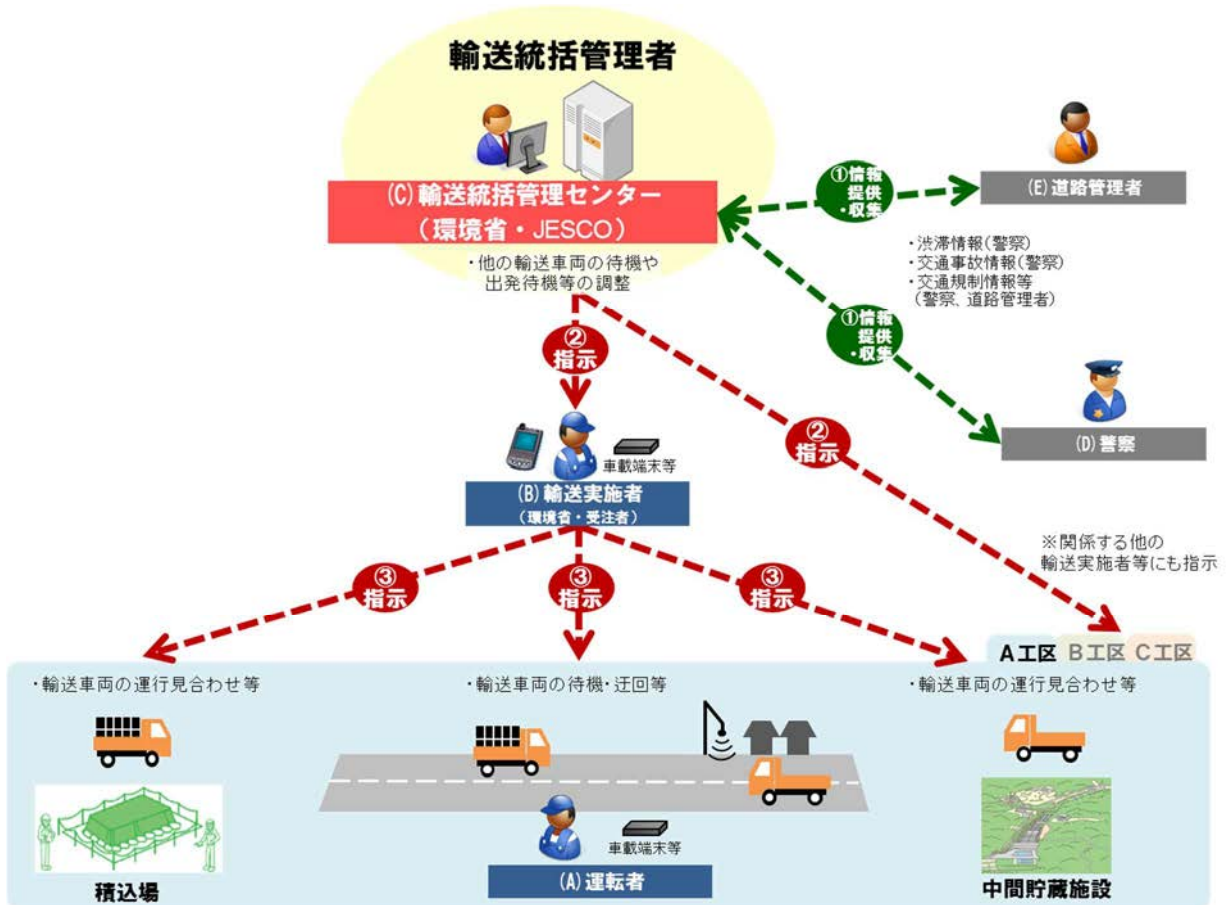 輸送統括管理者
(C)輸送統括管理センター
(環境省・JESCO)
・他の輸送車両の待機や
出発待機等の調整
①情報
提供
・収集
(E)道路管理者
・渋滞情報(警察)
・交通事故情報(警察)
・交通規制情報等
(警察、道路管理者)
①情報
提供
・収集
(D)警察
②
指示
②
指示
車載端末等
(B)輸送実施者
(環境省・受注者)
※関係する他の
輸送実施者等にも指示
③
指示
③
指示
③
指示
A工区 B工区 C工区
・輸送車両の運行見合わせ等
・輸送車両の待機・迂回等
・輸送車両の運行見合わせ等
車載端末等
積込場
(A)運転者
中間貯蔵施設